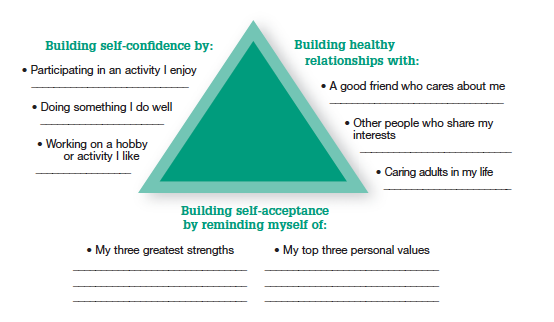 Building self-confidence by:
• Participating in an activity I enjoy
• Doing something I do well
• Working on a hobby
or activity I like
Building healthy
relationships with:
• A good friend who cares about me
• Other people who share my
interests
• Caring adults in my life
Building self-acceptance
by reminding myself of:
• My three greatest strengths
• My top three personal values